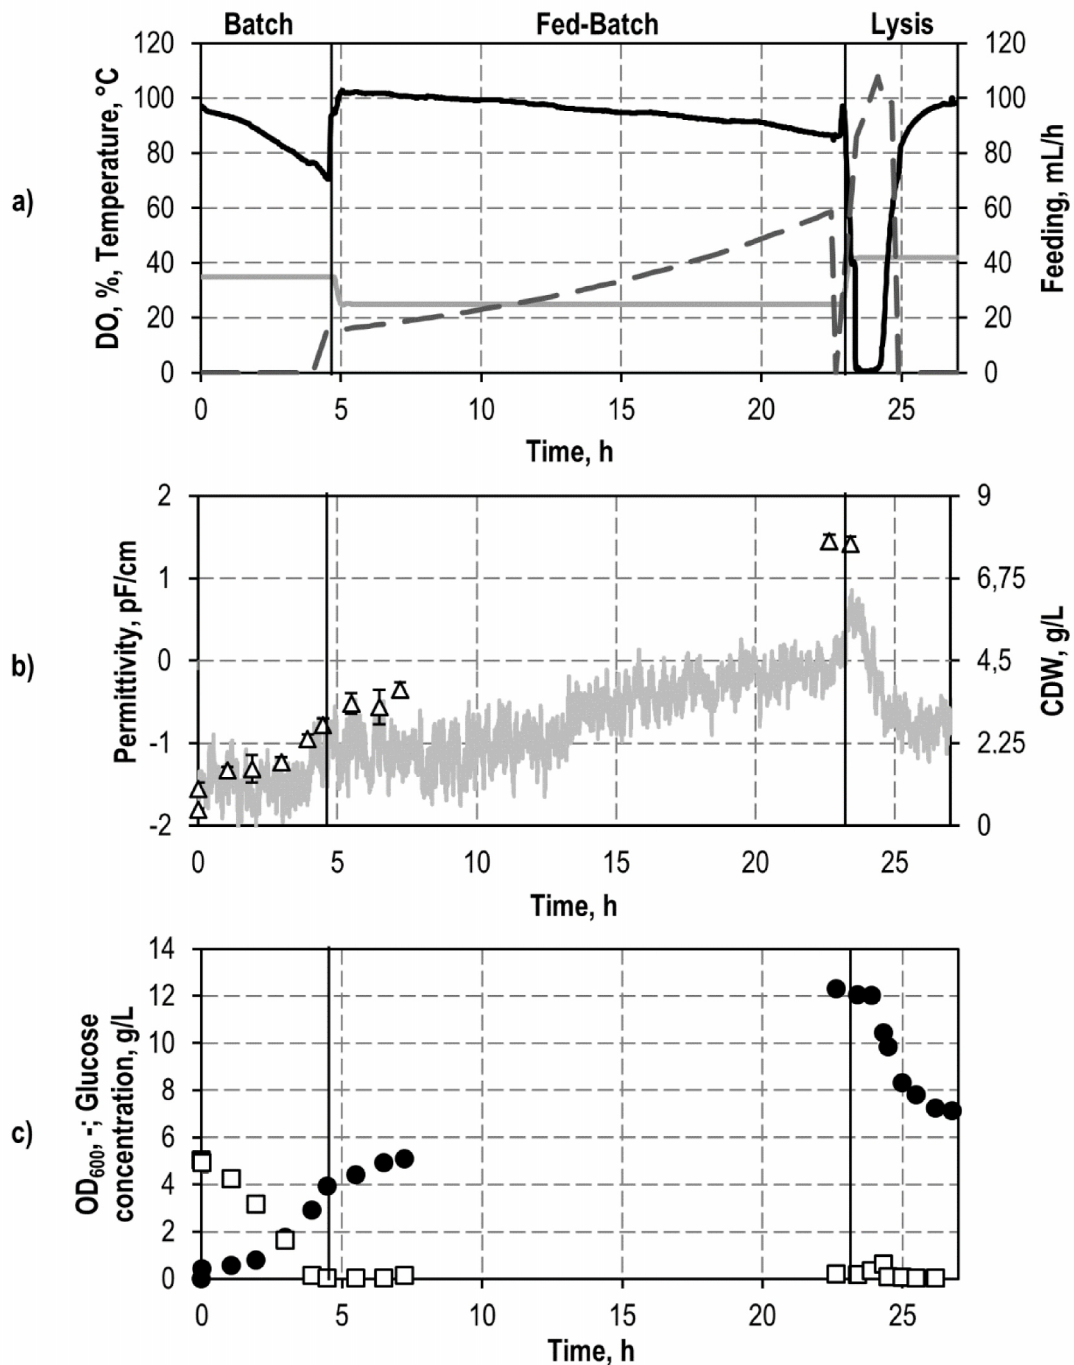 Batch Fed-Batch Lysis
a)
DO, %, Temperature, °C
120
100
80
60
40
20
0
120
100
80
60
40
20
0
Feeding, mL/h
0 5 10 15 20 25
Time, h
b)
Permittivity, pF/cm
2
1
0
-1
-2
9
6,75
4,5
2,25
0
CDW, g/L
0 5 10 15 20 25
Time, h
c)
OD600, -; Glucose
concentration, g/L
14
12
10
8
6
4
2
0
0 5 10 15 20 25
Time, h